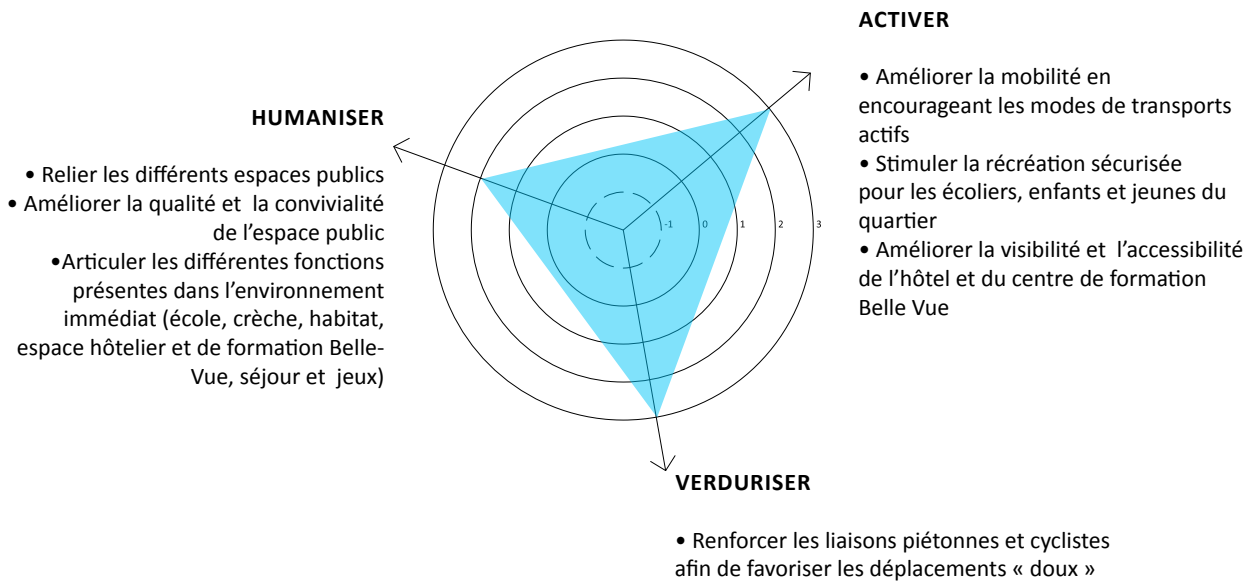 ACTIVER
• Améliorer la mobilité en
encourageant les modes de transports
actifs
• Stimuler la récréation sécurisée
pour les écoliers, enfants et jeunes du
quartier
• Améliorer la visibilité et  l’accessibilité
de l’hôtel et du centre de formation
Belle Vue
HUMANISER
• Relier les différents espaces publics
• Améliorer la qualité et  la convivialité
de l’espace public
•Articuler les différentes fonctions
présentes dans l’environnement
immédiat (école, crèche, habitat,
espace hôtelier et de formation Belle-
Vue, séjour et  jeux)
-1 0 1 2 3
VERDURISER
• Renforcer les liaisons piétonnes et cyclistes
afin de favoriser les déplacements « doux »